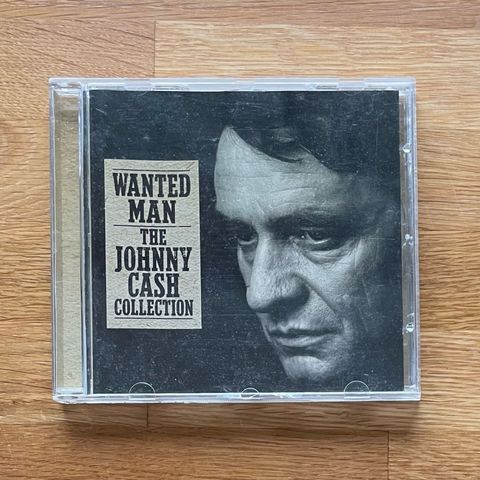 WANTED
MAN
THE
JOHNNY
CASH
COLLECTION